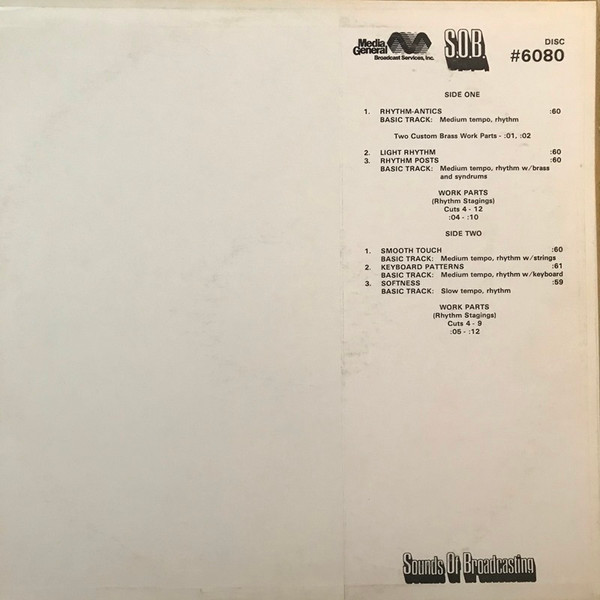 Media
General
Broadcast Services, Inc.
S.O.B.
DISC
#6080
SIDE ONE
1. RHYTHM-ANTICS :60
BASIC TRACK: Medium tempo, rhythm
Two Custom Brass Work Parts - :01, :02
2. LIGHT RHYTHM :60
3. RHYTHM POSTS :60
BASIC TRACK: Medium tempo, rhythm w/brass
and syndrums
WORK PARTS
(Rhythm Stagings)
Cuts 4 - 12
:04 - :10
SIDE TWO
1. SMOOTH TOUCH :60
BASIC TRACK: Medium tempo, rhythm w/strings
2. KEYBOARD PATTERNS :61
BASIC TRACK: Medium tempo, rhythm w/keyboard
3. SOFTNESS :59
BASIC TRACK: Slow tempo, rhythm
WORK PARTS
(Rhythm Stagings)
Cuts 4 - 9
:05 - :12
Sounds Of Broadcasting